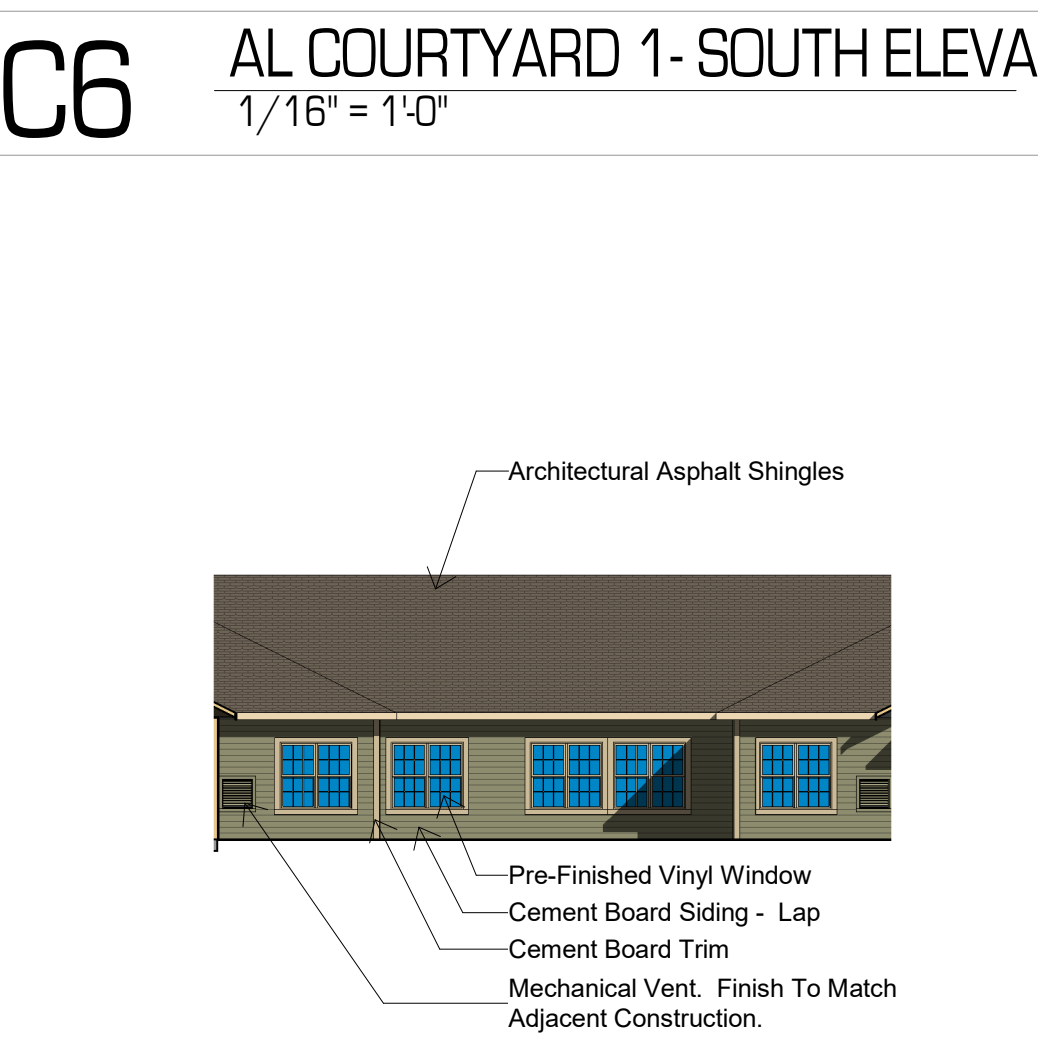 C6
AL COURTYARD 1- SOUTH ELEVA
1/16" = 1'-0"
Architectural Asphalt Shingles
Pre-Finished Vinyl Window
Cement Board Siding - Lap
Cement Board Trim
Mechanical Vent. Finish To Match
Adjacent Construction.